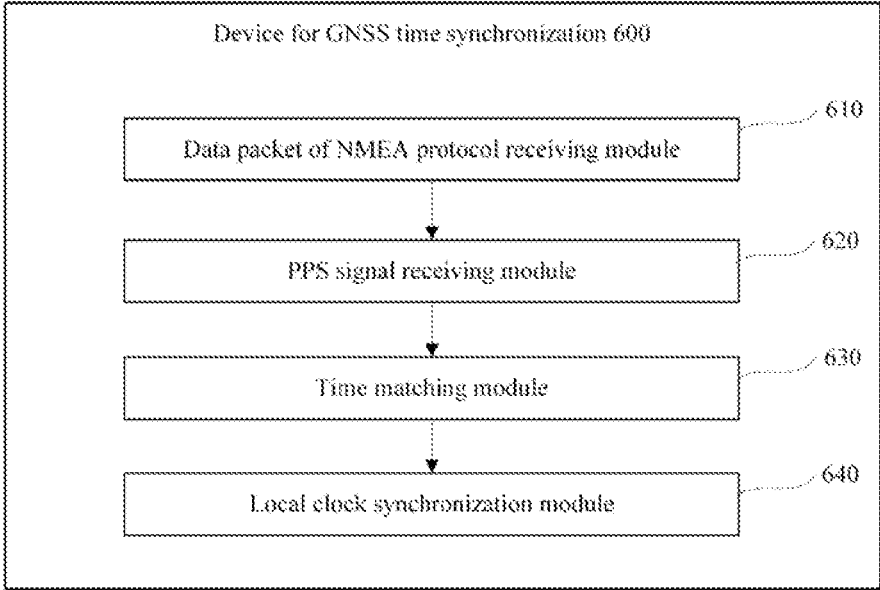 Device for GNSS time synchronization 600
610
Data packet of NMEA protocol receiving module
620
PPS signal receiving module
630
Time matching module
640
Local clock synchronization module